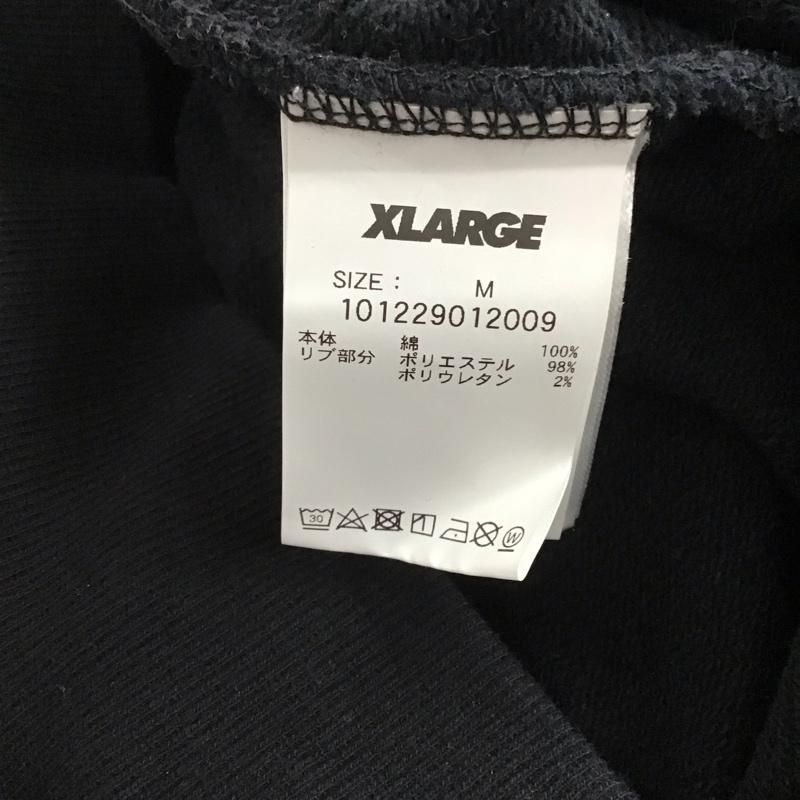 XLARGE
SIZE : M
101229012009
本体 綿 100%
リブ部分 ポリエステル 98%
ポリウレタン 2%
30
W